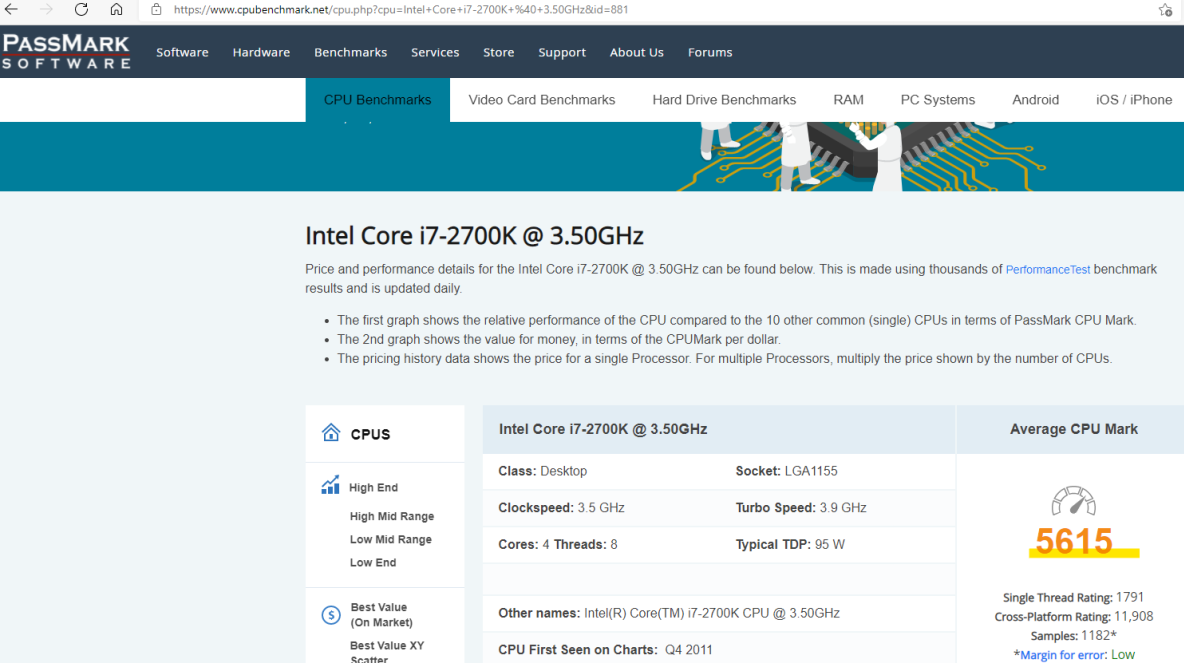 https://www.cpubenchmark.net/cpu.php?cpu=Intel+Core+i7-2700K+%40+3.50GHz&id=881
PASSMARK
SOFTWARE
Software Hardware Benchmarks Services Store Support About Us Forums
CPU Benchmarks Video Card Benchmarks Hard Drive Benchmarks RAM PC Systems Android iOS / iPhone
Intel Core i7-2700K @ 3.50GHz
Price and performance details for the Intel Core i7-2700K @ 3.50GHz can be found below. This is made using thousands of PerformanceTest benchmark
results and is updated daily.
• The first graph shows the relative performance of the CPU compared to the 10 other common (single) CPUs in terms of PassMark CPU Mark.
• The 2nd graph shows the value for money, in terms of the CPUMark per dollar.
• The pricing history data shows the price for a single Processor. For multiple Processors, multiply the price shown by the number of CPUs.
CPUS
High End
High Mid Range
Low Mid Range
Low End
Best Value
(On Market)
Best Value XY
Scatter
Intel Core i7-2700K @ 3.50GHz
Class: Desktop Socket: LGA1155
Clockspeed: 3.5 GHz Turbo Speed: 3.9 GHz
Cores: 4 Threads: 8 Typical TDP: 95 W
Other names: Intel(R) Core(TM) i7-2700K CPU @ 3.50GHz
CPU First Seen on Charts: Q4 2011
Average CPU Mark
5615
Single Thread Rating: 1791
Cross-Platform Rating: 11,908
Samples: 1182*
*Margin for error: Low